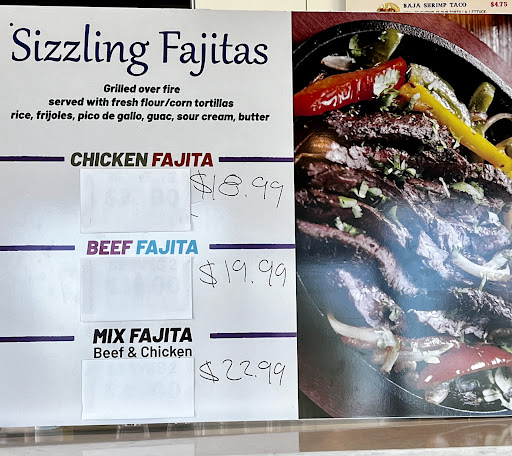 BAJA SHRIMP TACO $4.75
Sizzling Fajitas
Grilled over fire
served with fresh flour/corn tortillas
rice, frijoles, pico de gallo, guac, sour cream, butter
CHICKEN FAJITA
$18.99
BEEF FAJITA
$19.99
MIX FAJITA
Beef & Chicken
$22.99